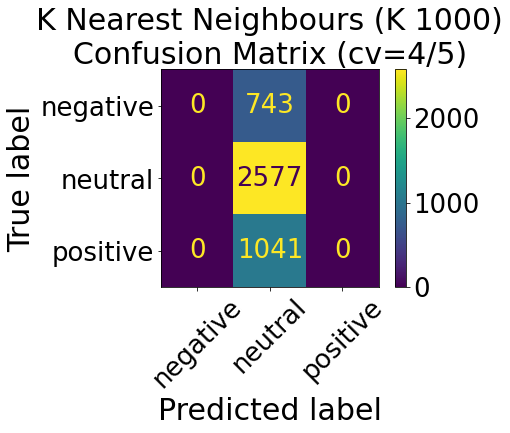 K Nearest Neighbours (K 1000)
Confusion Matrix (cv=4/5)
True label
negative 0 743 0
neutral 0 2577 0
positive 0 1041 0
negative neutral positive
Predicted label
2000
1000
0